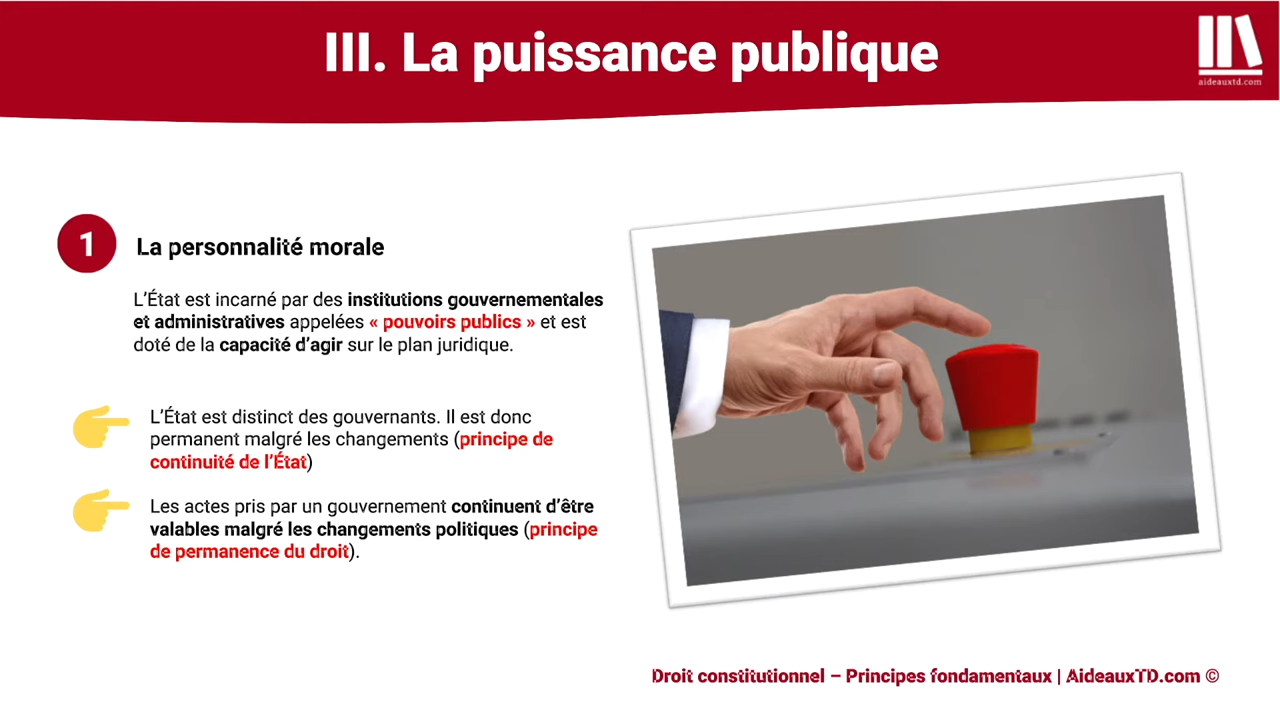 III. La puissance publique
aideauxtd.com
1
La personnalité morale
L’État est incarné par des institutions gouvernementales
et administratives appelées « pouvoirs publics » et est
doté de la capacité d’agir sur le plan juridique.
L’État est distinct des gouvernants. Il est donc
permanent malgré les changements (principe de
continuité de l’État)
Les actes pris par un gouvernement continuent d’être
valables malgré les changements politiques (principe
de permanence du droit).
Droit constitutionnel – Principes fondamentaux | AideauxTD.com ©